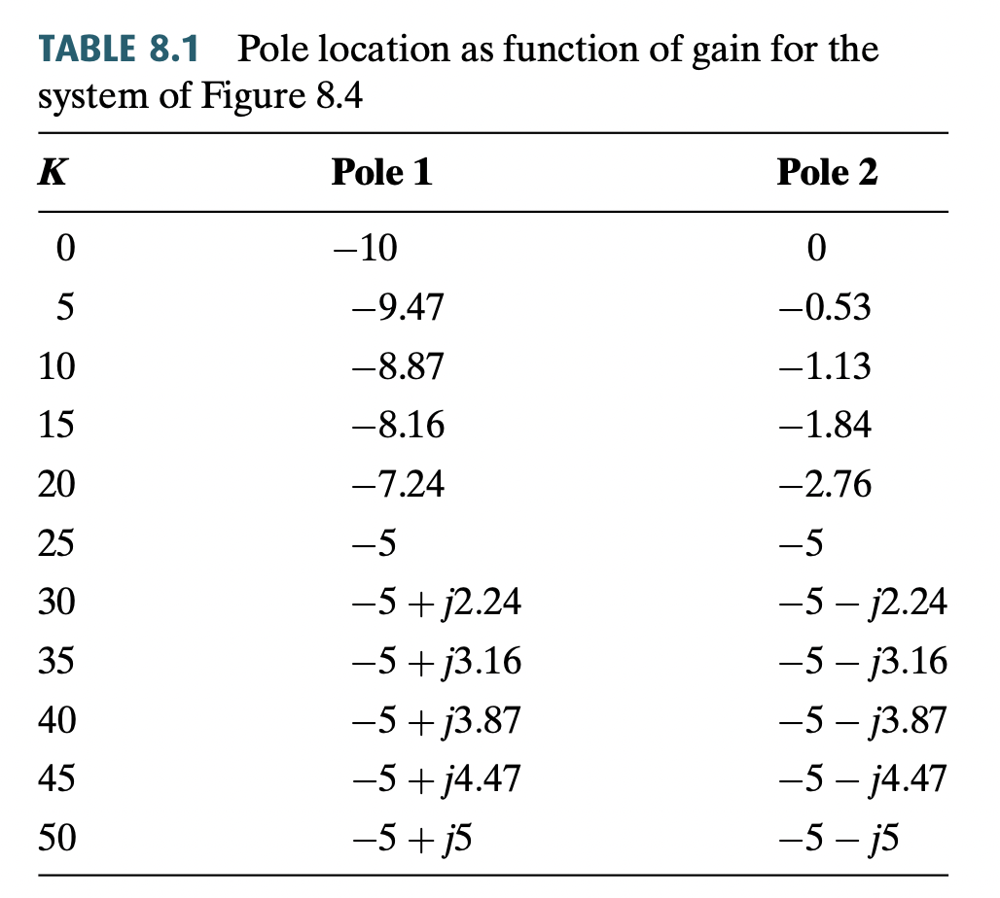 TABLE 8.1 Pole location as function of gain for the
system of Figure 8.4
K Pole 1 Pole 2
0 −10 0
5 −9.47 −0.53
10 −8.87 −1.13
15 −8.16 −1.84
20 −7.24 −2.76
25 −5 −5
30 −5 + j2.24 −5 − j2.24
35 −5 + j3.16 −5 − j3.16
40 −5 + j3.87 −5 − j3.87
45 −5 + j4.47 −5 − j4.47
50 −5 + j5 −5 − j5